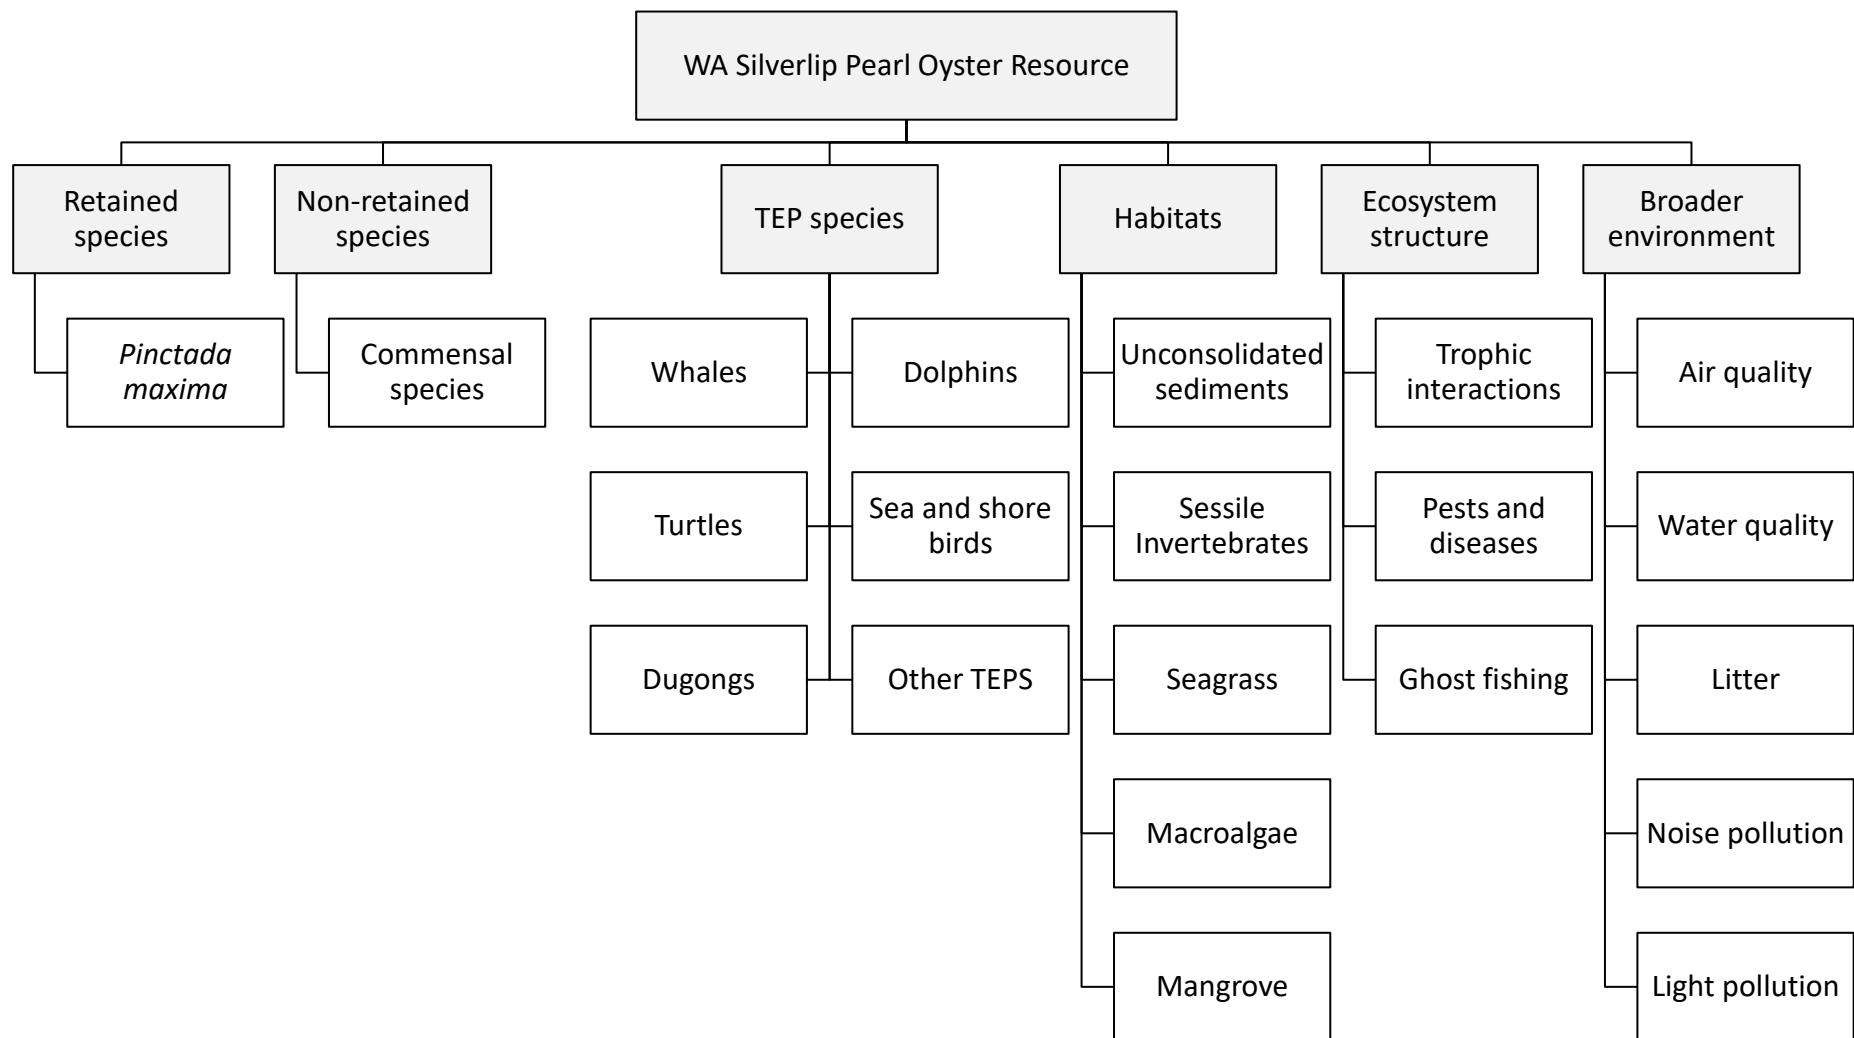 WA Silverlip Pearl Oyster Resource
Retained
species
Non-retained
species
TEP species
Habitats
Ecosystem
structure
Broader
environment
Pinctada
maxima
Commensal
species
Whales
Dolphins
Unconsolidated
sediments
Trophic
interactions
Air quality
Turtles
Sea and shore
birds
Sessile
Invertebrates
Pests and
diseases
Water quality
Dugongs
Other TEPS
Seagrass
Ghost fishing
Litter
Macroalgae
Noise pollution
Mangrove
Light pollution